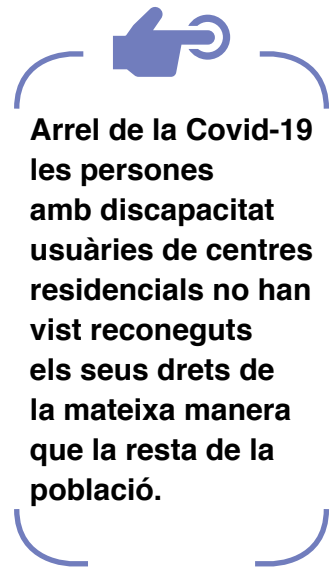 Arrel de la Covid-19
les persones
amb discapacitat
usuàries de centres
residencials no han
vist reconeguts
els seus drets de
la mateixa manera
que la resta de la
població.